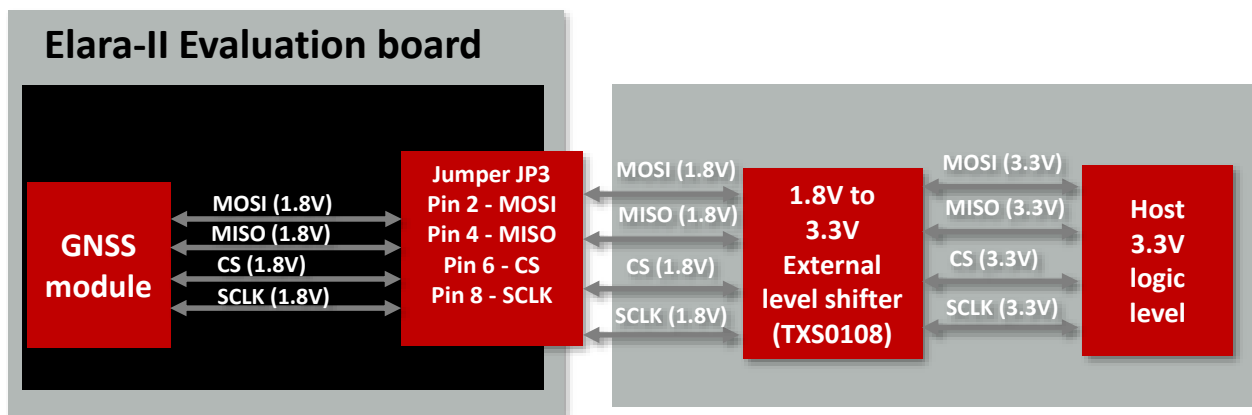 Elara-II Evaluation board
GNSS
module
MOSI (1.8V)
MISO (1.8V)
CS (1.8V)
SCLK (1.8V)
Jumper JP3
Pin 2 - MOSI
Pin 4 - MISO
Pin 6 - CS
Pin 8 - SCLK
MOSI (1.8V)
MISO (1.8V)
CS (1.8V)
SCLK (1.8V)
1.8V to
3.3V
External
level shifter
(TXS0108)
MOSI (3.3V)
MISO (3.3V)
CS (3.3V)
SCLK (3.3V)
Host
3.3V
logic
level